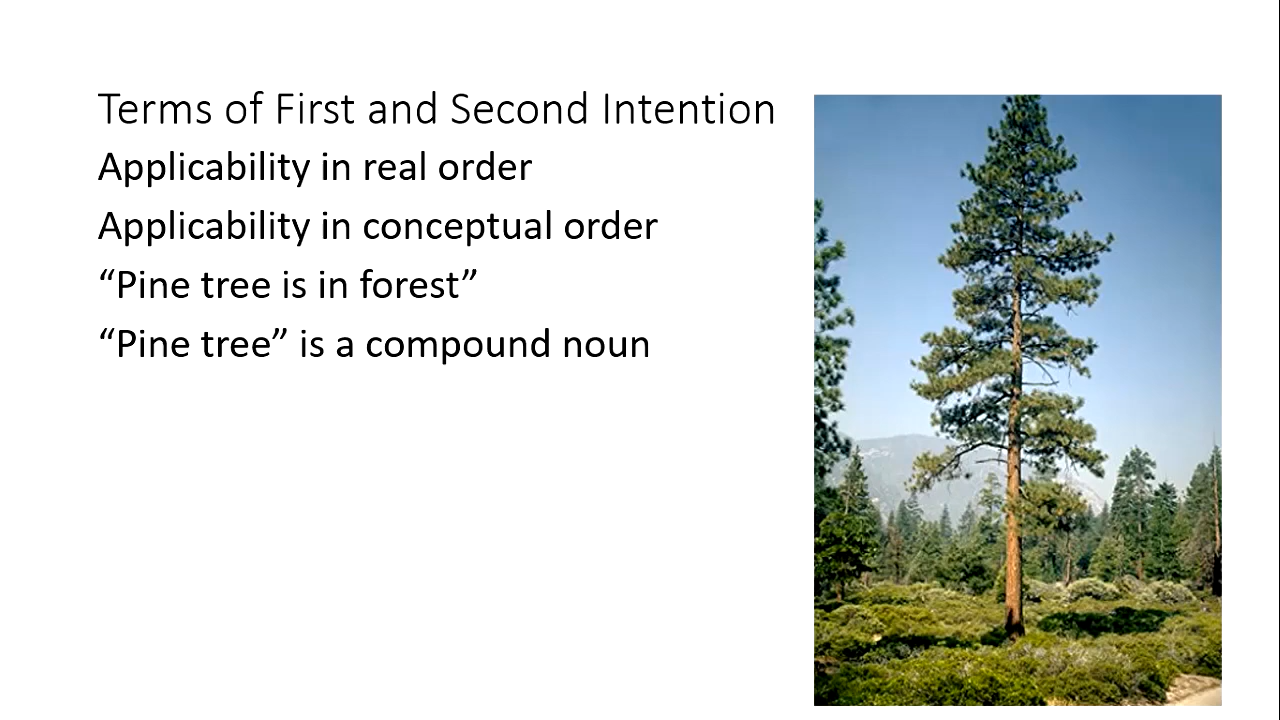 Terms of First and Second Intention
Applicability in real order
Applicability in conceptual order
“Pine tree is in forest”
“Pine tree” is a compound noun